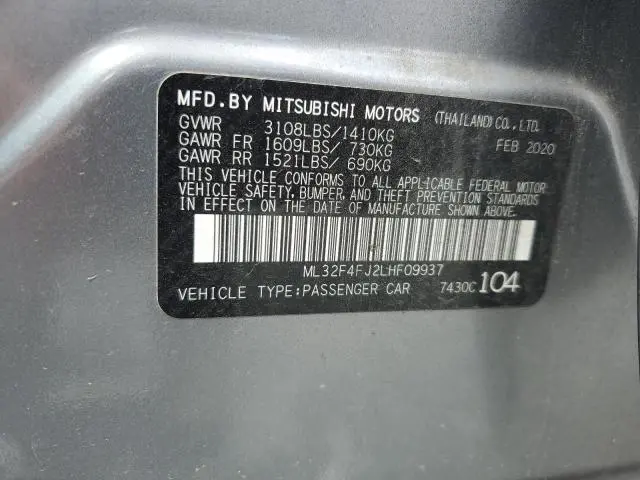 MFD. BY MITSUBISHI MOTORS (THAILAND) CO., LTD.
GVWR 3108LBS/1410KG FEB 2020
GAWR FR 1609LBS/ 730KG
GAWR RR 1521LBS/ 690KG
THIS VEHICLE CONFORMS TO ALL APPLICABLE FEDERAL MOTOR
VEHICLE SAFETY, BUMPER, AND THEFT PREVENTION STANDARDS
IN EFFECT ON THE DATE OF MANUFACTURE SHOWN ABOVE.
ML32F4FJ2LHF09937
VEHICLE TYPE:PASSENGER CAR 7430C 104